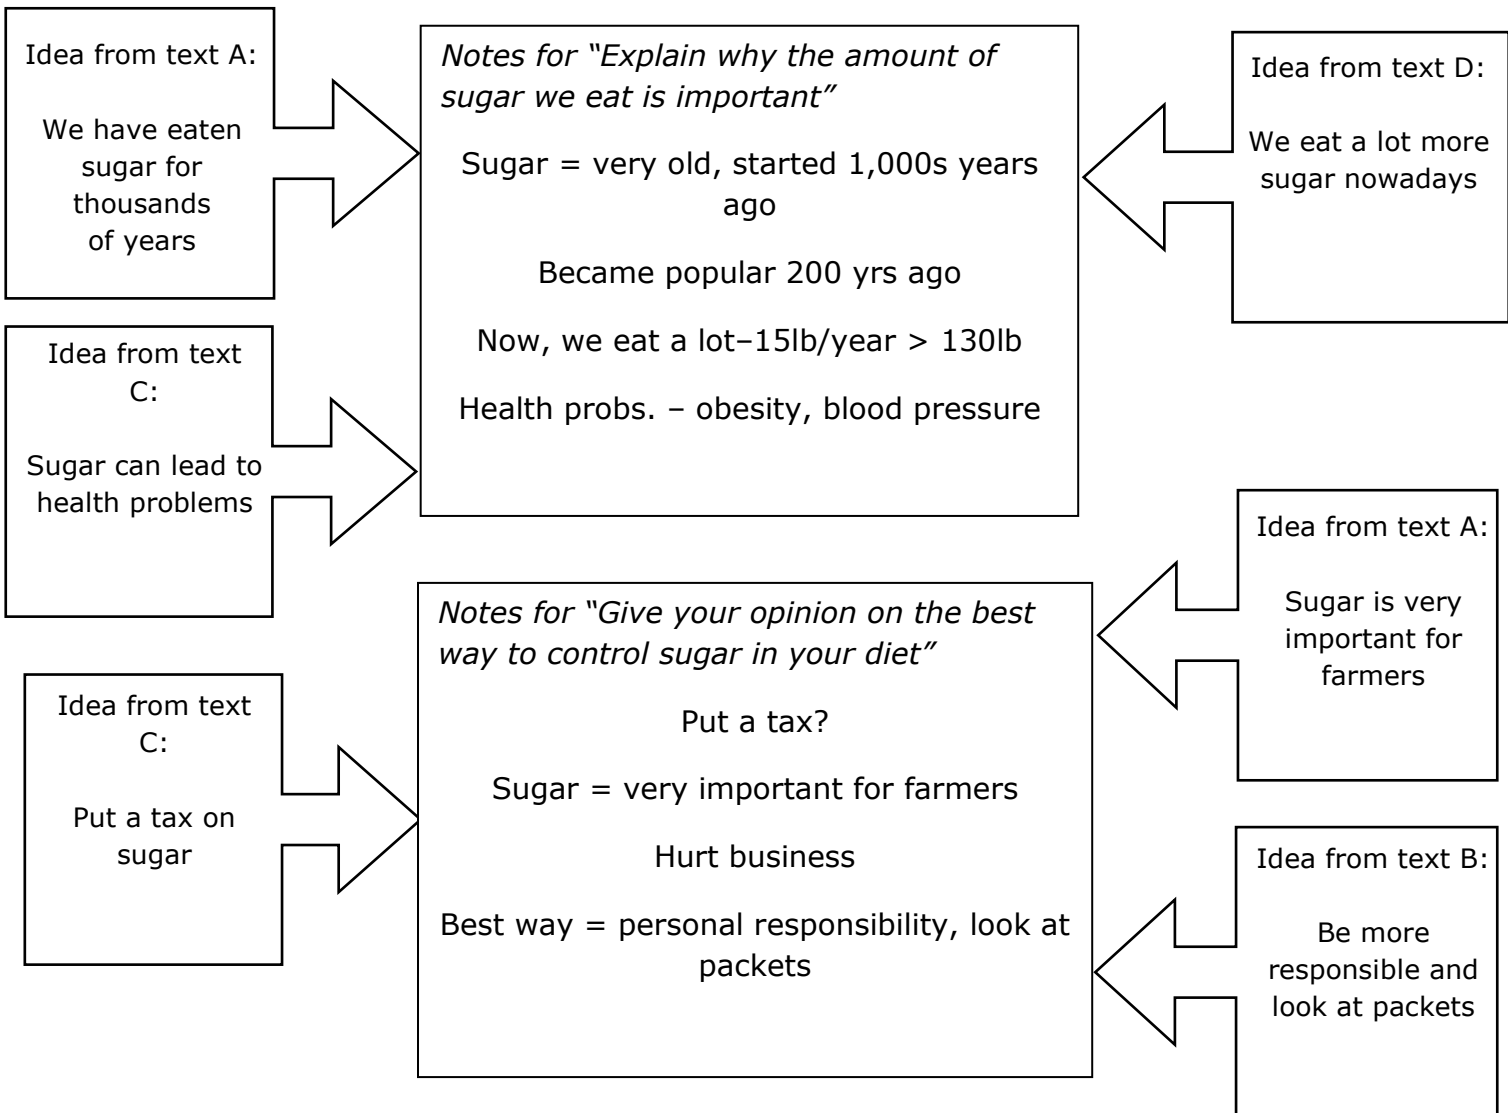 Idea from text A:
We have eaten
sugar for
thousands
of years
Notes for “Explain why the amount of
sugar we eat is important”
Sugar = very old, started 1,000s years
ago
Became popular 200 yrs ago
Now, we eat a lot–15lb/year > 130lb
Health probs. – obesity, blood pressure
Idea from text D:
We eat a lot more
sugar nowadays
Idea from text
C:
Sugar can lead to
health problems
Notes for “Give your opinion on the best
way to control sugar in your diet”
Put a tax?
Sugar = very important for farmers
Hurt business
Best way = personal responsibility, look at
packets
Idea from text A:
Sugar is very
important for
farmers
Idea from text
C:
Put a tax on
sugar
Idea from text B:
Be more
responsible and
look at packets